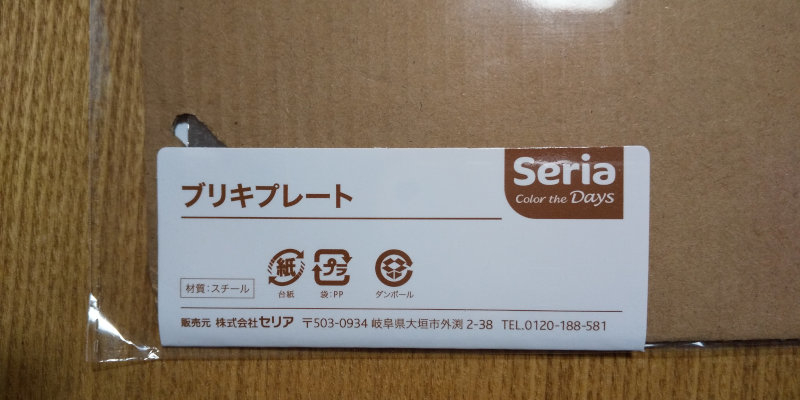 Seria
Color the Days
ブリキプレート
紙
プラ
材質:スチール
台紙
袋:PP
ダンボール
販売元 株式会社セリア 〒503-0934 岐阜県大垣市外渕 2-38 TEL.0120-188-581